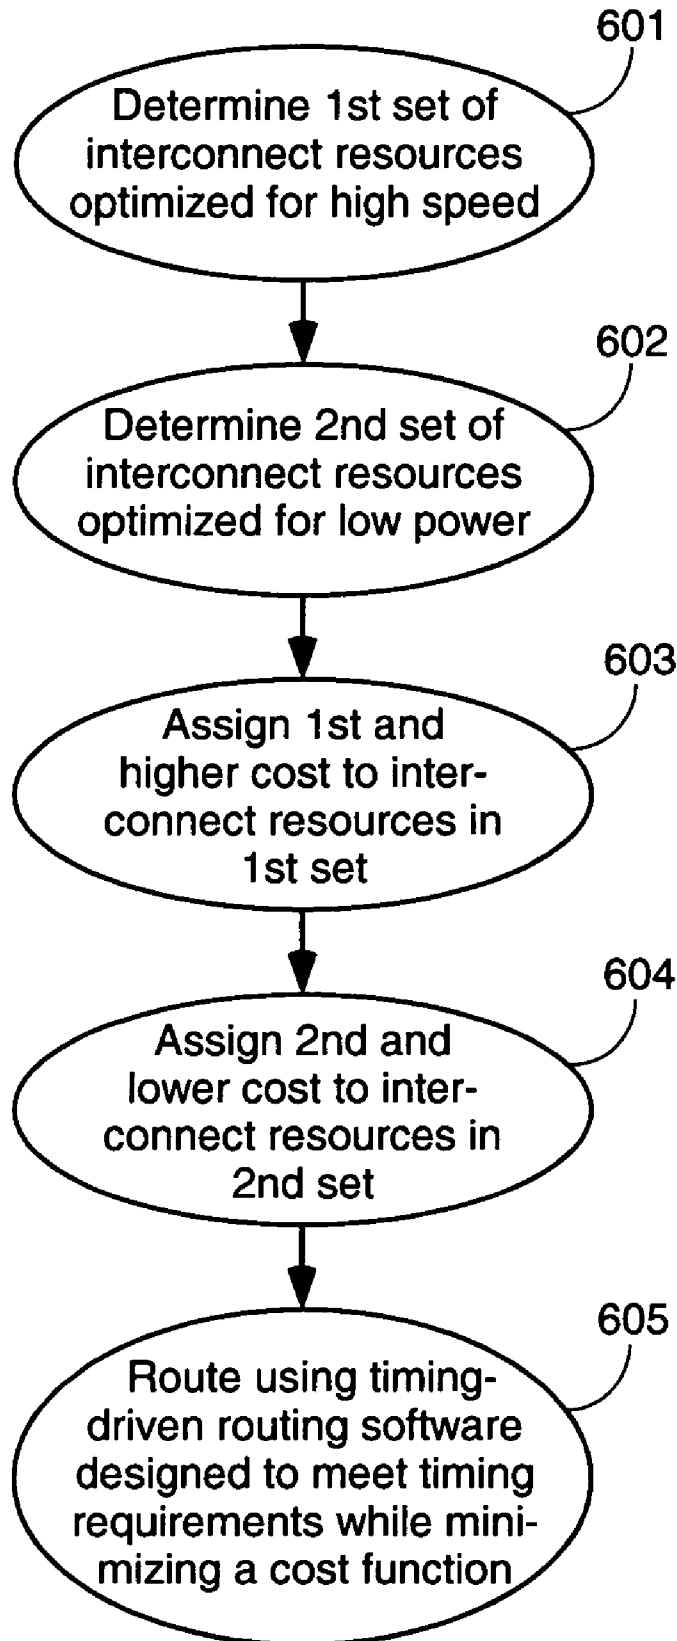 601
Determine 1st set of
interconnect resources
optimized for high speed
602
Determine 2nd set of
interconnect resources
optimized for low power
603
Assign 1st and
higher cost to inter-
connect resources in
1st set
604
Assign 2nd and
lower cost to inter-
connect resources in
2nd set
605
Route using timing-
driven routing software
designed to meet timing
requirements while mini-
mizing a cost function